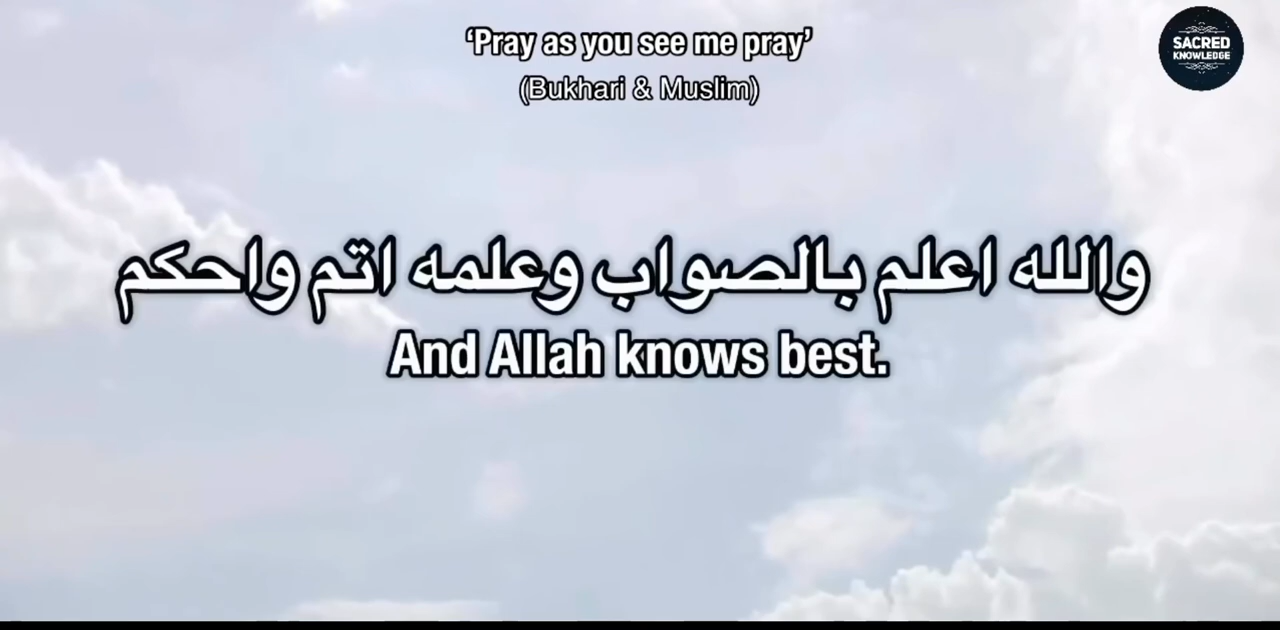 ‘Pray as you see me pray’
(Bukhari & Muslim)
SACRED
KNOWLEDGE
والله اعلم بالصواب وعلمه اتم واحكم
And Allah knows best.